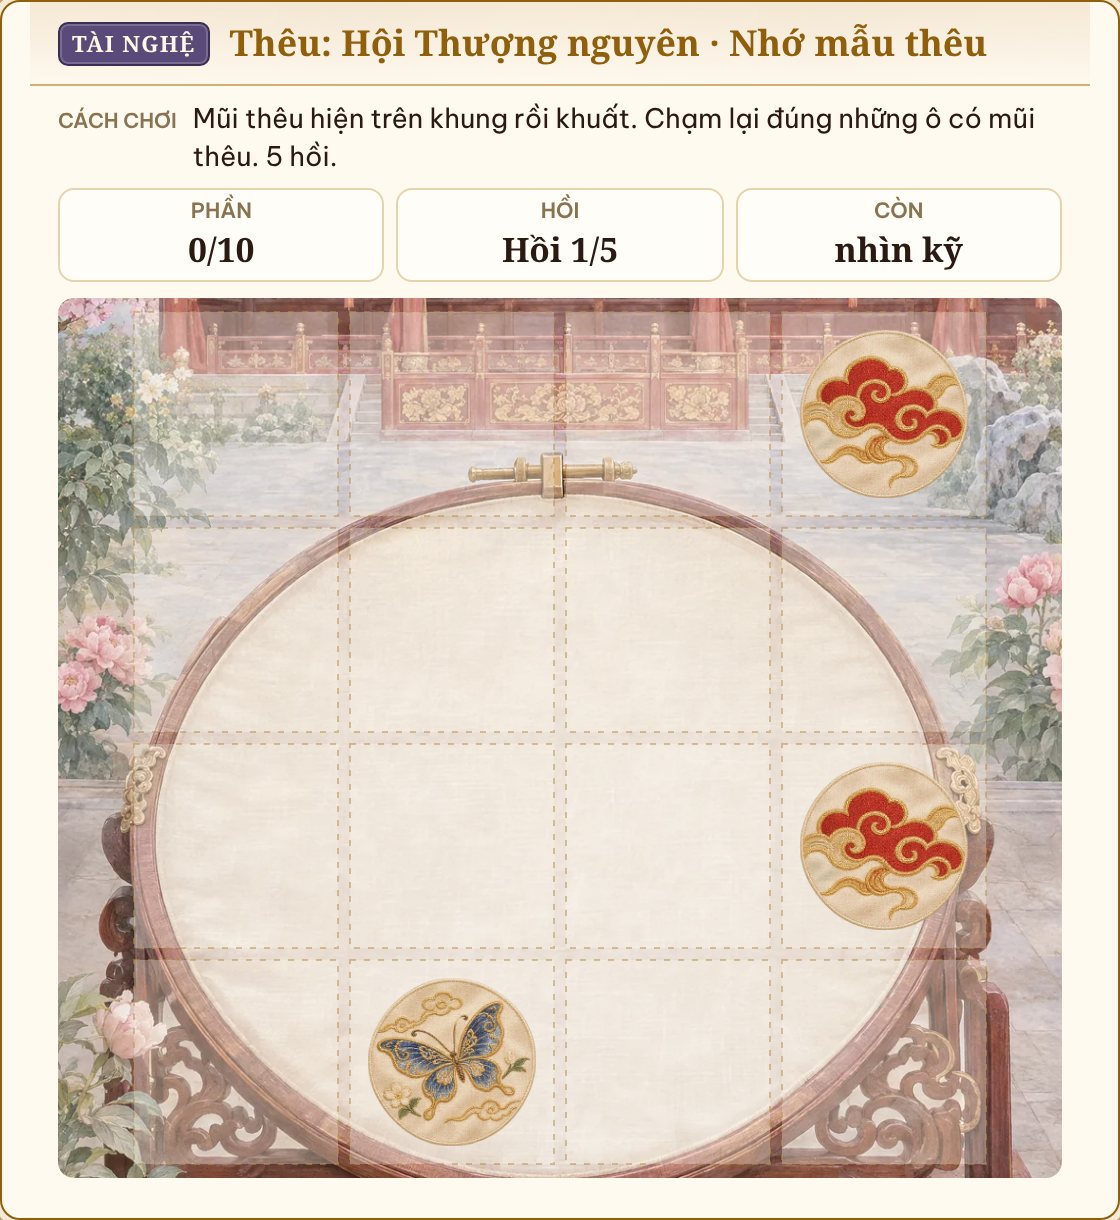 TÀI NGHỆ
Thêu: Hội Thượng nguyên · Nhớ mẫu thêu
CÁCH CHƠI
Mũi thêu hiện trên khung rồi khuất. Chạm lại đúng những ô có mũi
thêu. 5 hồi.
PHẦN
0/10
HỒI
Hồi 1/5
CÒN
nhìn kỹ